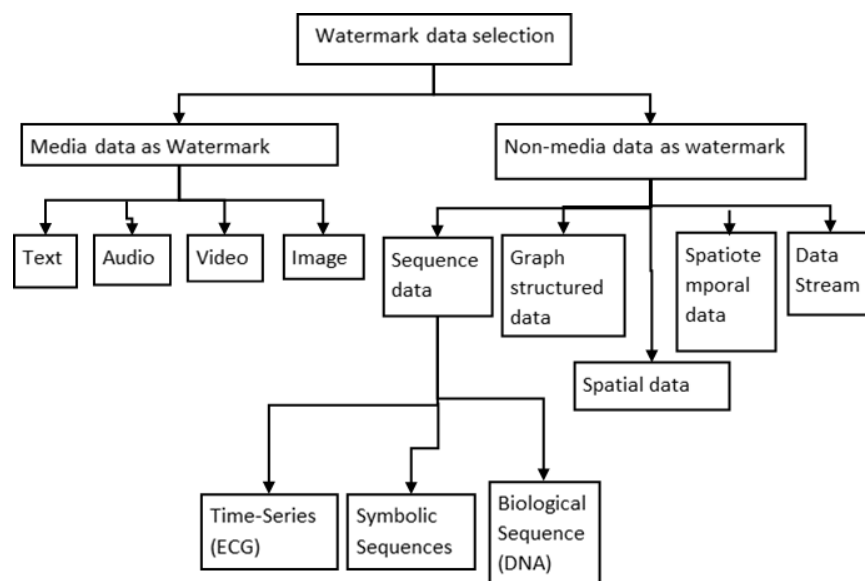 Watermark data selection
Media data as Watermark
Non-media data as watermark
Text
Audio
Video
Image
Sequence
data
Graph
structured
data
Spatiote
mporal
data
Data
Stream
Spatial data
Time-Series
(ECG)
Symbolic
Sequences
Biological
Sequence
(DNA)